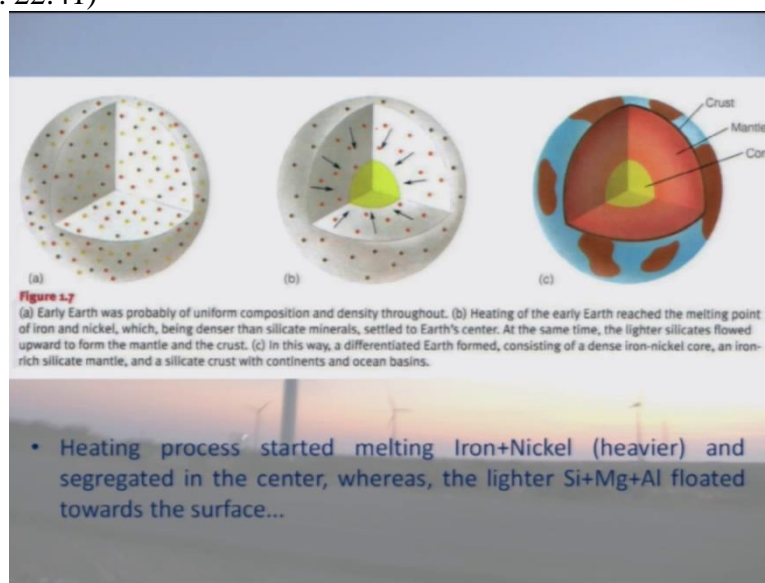 : 22:41)
Crust
Mantle
Cor
(a)
(b)
(c)
Figure 1.7
(a) Early Earth was probably of uniform composition and density throughout. (b) Heating of the early Earth reached the melting point
of iron and nickel, which, being denser than silicate minerals, settled to Earth's center. At the same time, the lighter silicates flowed
upward to form the mantle and the crust. (c) In this way, a differentiated Earth formed, consisting of a dense iron-nickel core, an iron-
rich silicate mantle, and a silicate crust with continents and ocean basins.
• Heating process started melting Iron+Nickel (heavier) and
segregated in the center, whereas, the lighter Si+Mg+Al floated
towards the surface...